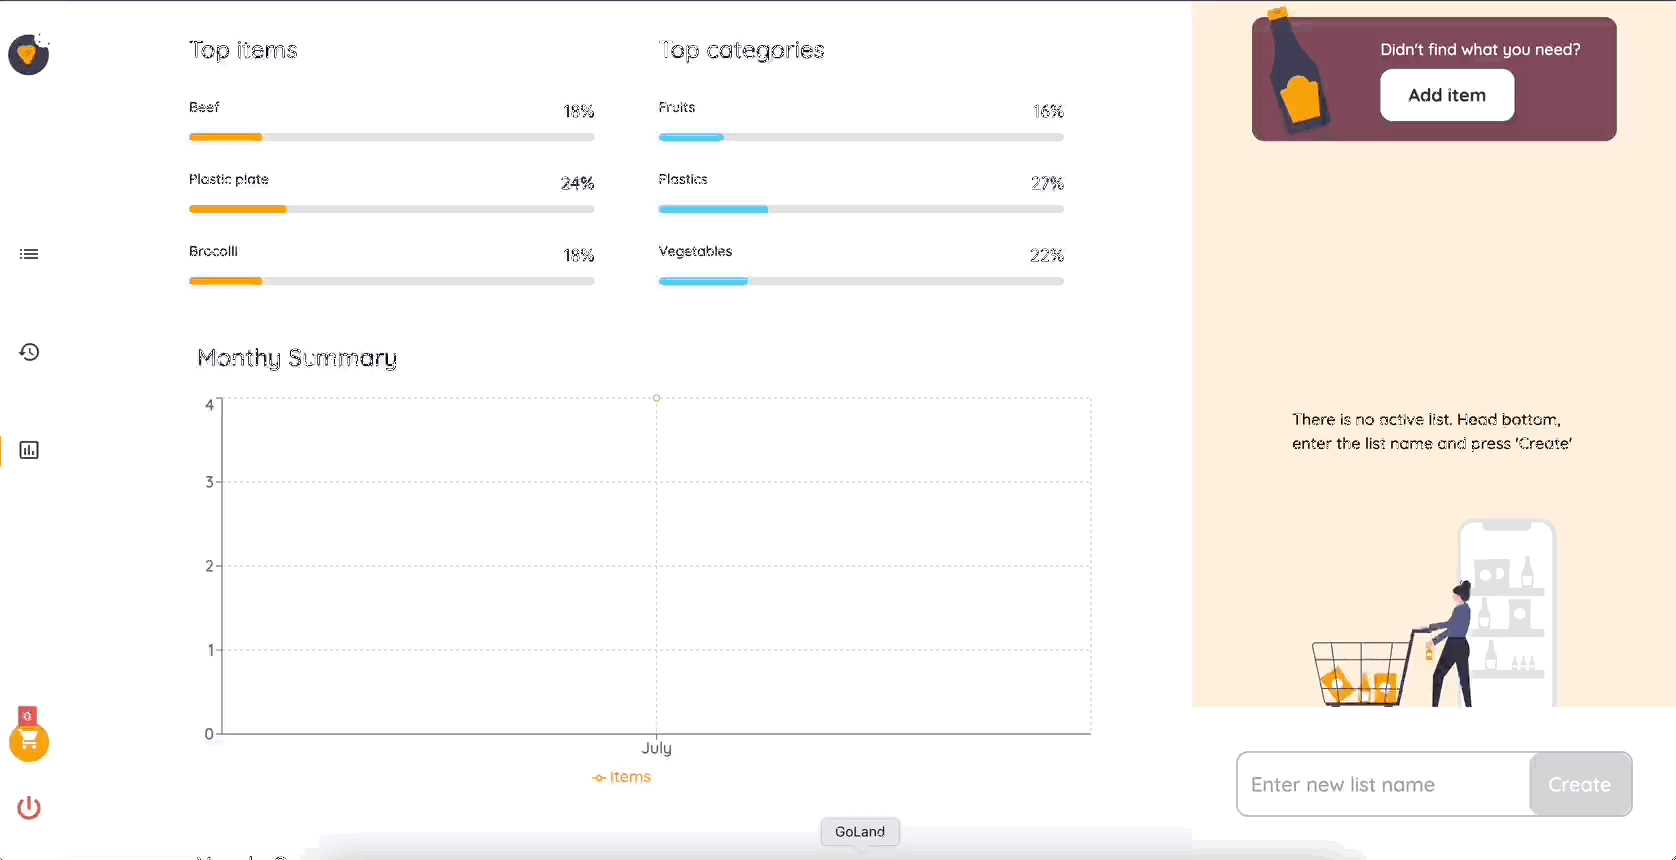 Top items
Top categories
Beef
18%
Fruits
16%
Plastic plate
24%
Plastics
27%
Brocolli
18%
Vegetables
22%
Monthy Summary
4
3
2
1
0
July
Items
Didn't find what you need?
Add item
There is no active list. Head bottom,
enter the list name and press 'Create'
0
Enter new list name
Create
GoLand